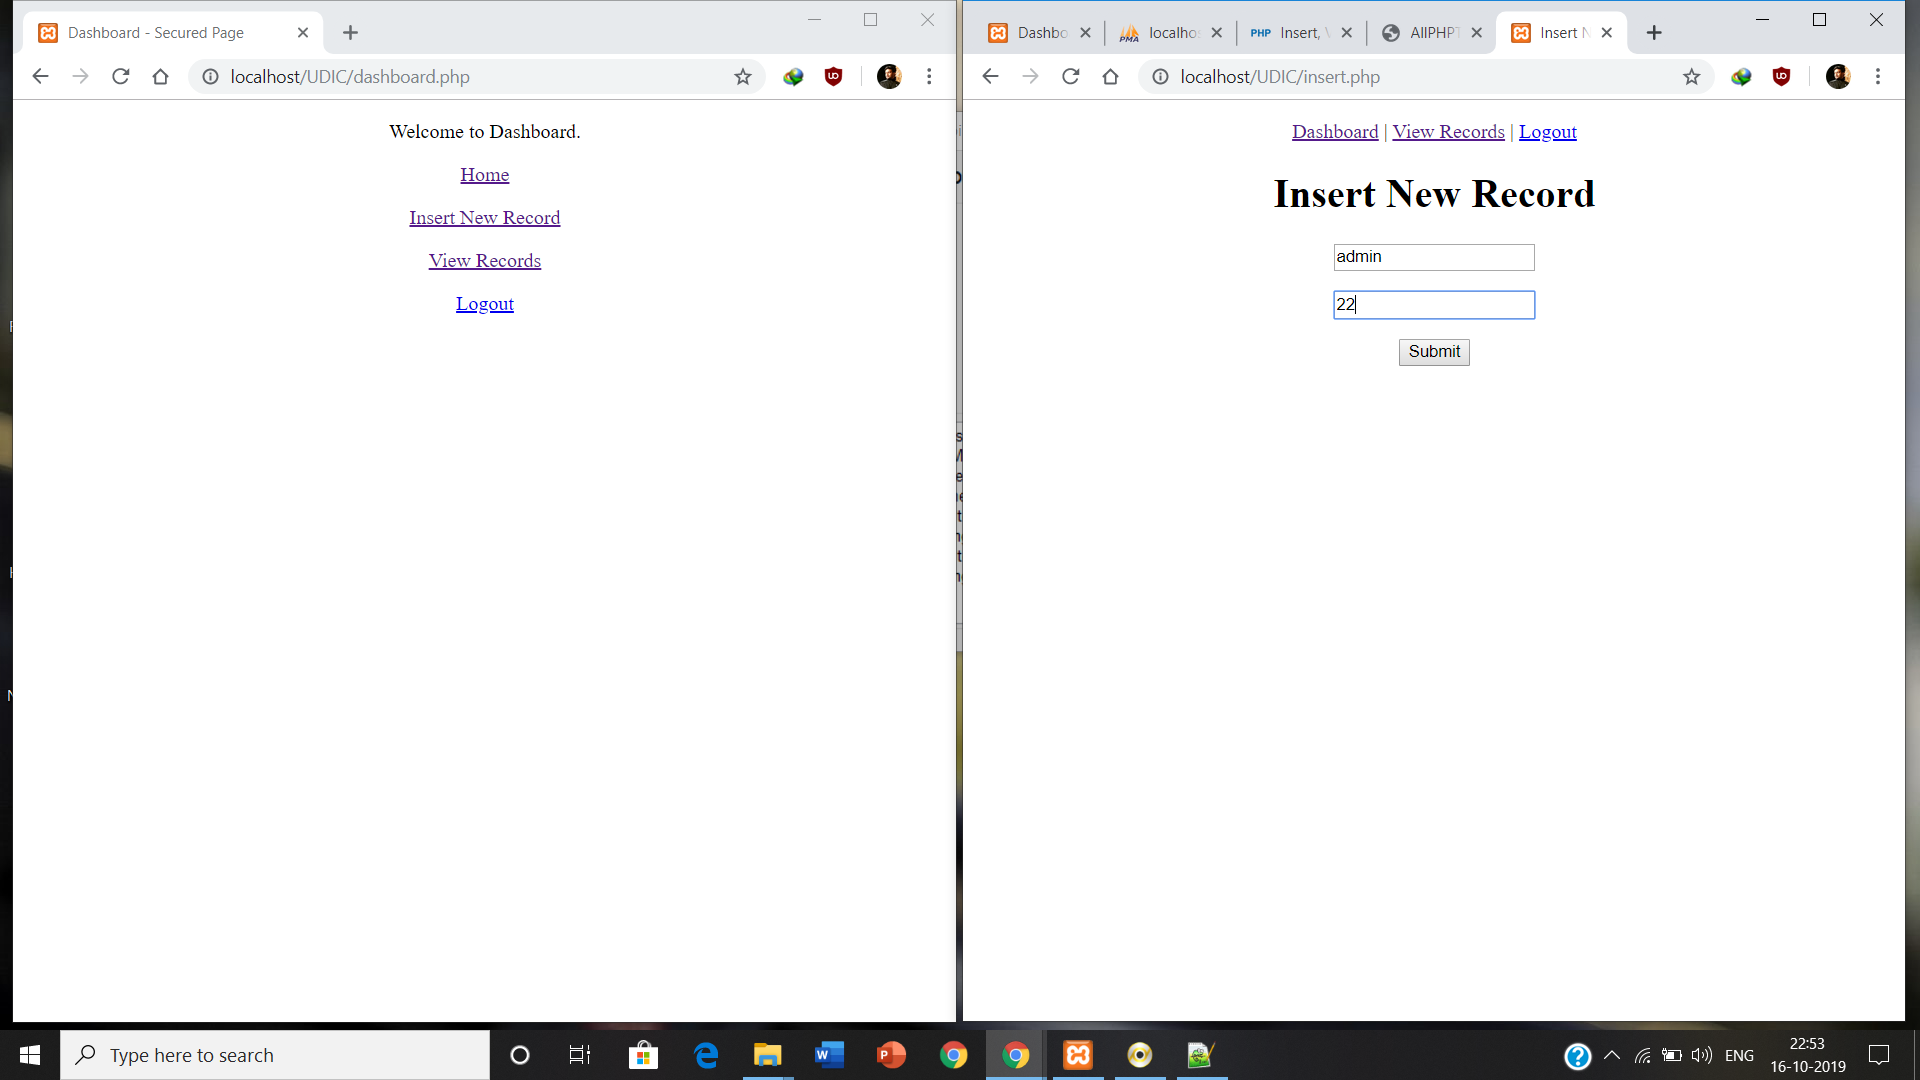 Dashboard - Secured Page
localhost/UDIC/dashboard.php
Welcome to Dashboard.
Home
Insert New Record
View Records
Logout
Dashbo
localho
PHP Insert, 
AllPHPT
Insert N
PMA
localhost/UDIC/insert.php
Dashboard | View Records | Logout
Insert New Record
admin
22
Submit
Type here to search
ENG
22:53
16-10-2019